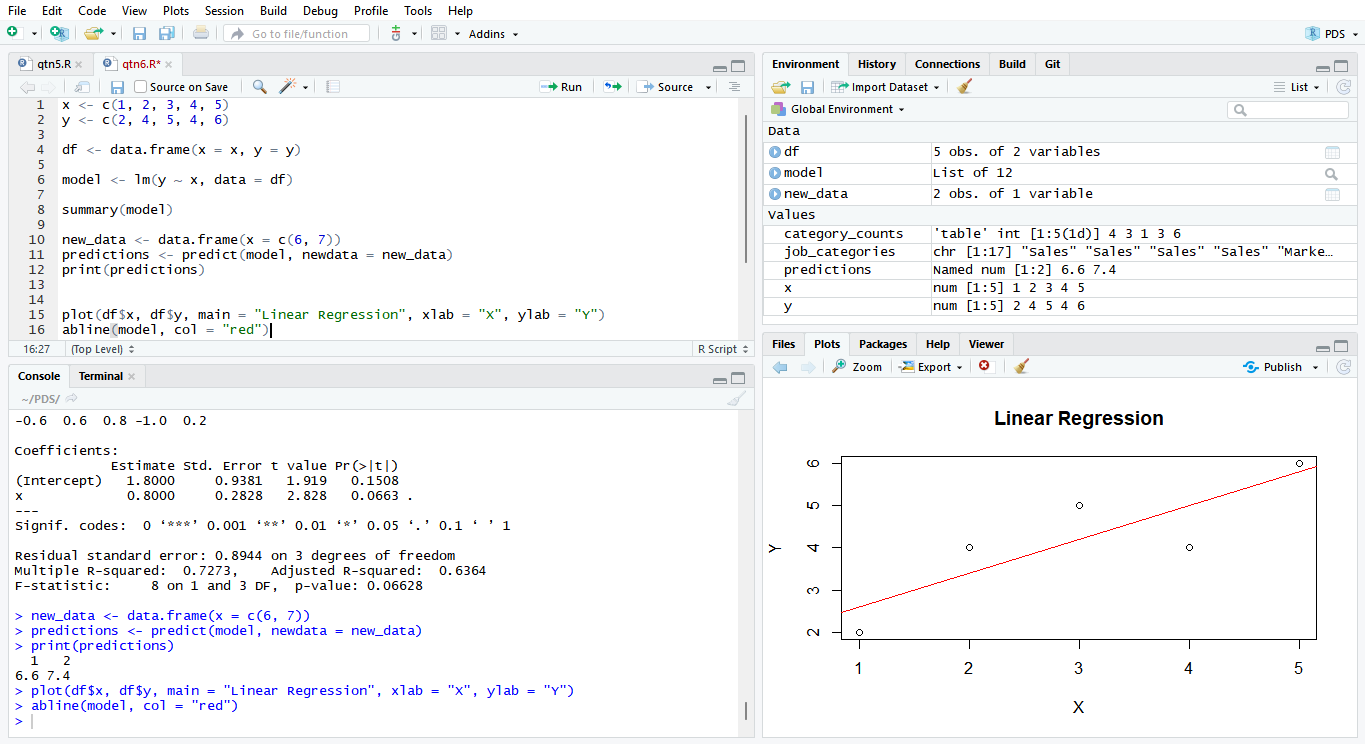 File Edit Code View Plots Session Build Debug Profile Tools Help
Go to file/function Addins PDS
qtn5.R qtn6.R*
Source on Save Run Source
1 x <- c(1, 2, 3, 4, 5)
2 y <- c(2, 4, 5, 4, 6)
3
4 df <- data.frame(x = x, y = y)
5
6 model <- lm(y ~ x, data = df)
7
8 summary(model)
9
10 new_data <- data.frame(x = c(6, 7))
11 predictions <- predict(model, newdata = new_data)
12 print(predictions)
13
14
15 plot(df$x, df$y, main = "Linear Regression", xlab = "X", ylab = "Y")
16 abline(model, col = "red")
16:27 (Top Level) R Script
Console Terminal
~/PDS/
-0.6 0.6 0.8 -1.0 0.2
Coefficients:
Estimate Std. Error t value Pr(>|t|)
(Intercept) 1.8000 0.9381 1.919 0.1508
x 0.8000 0.2828 2.828 0.0663 .
---
Signif. codes: 0 ‘***’ 0.001 ‘**’ 0.01 ‘*’ 0.05 ‘.’ 0.1 ‘ ’ 1
Residual standard error: 0.8944 on 3 degrees of freedom
Multiple R-squared: 0.7273, Adjusted R-squared: 0.6364
F-statistic: 8 on 1 and 3 DF, p-value: 0.06628
> new_data <- data.frame(x = c(6, 7))
> predictions <- predict(model, newdata = new_data)
> print(predictions)
1 2
6.6 7.4
> plot(df$x, df$y, main = "Linear Regression", xlab = "X", ylab = "Y")
> abline(model, col = "red")
>
Environment History Connections Build Git
Import Dataset List
Global Environment
Data
df 5 obs. of 2 variables
model List of 12
new_data 2 obs. of 1 variable
Values
category_counts 'table' int [1:5(1d)] 4 3 1 3 6
job_categories chr [1:17] "Sales" "Sales" "Sales" "Sales" "Marke…
predictions Named num [1:2] 6.6 7.4
x num [1:5] 1 2 3 4 5
y num [1:5] 2 4 5 4 6
Files Plots Packages Help Viewer
Zoom Export Publish
Linear Regression
6
5
4
3
2
Y
1 2 3 4 5
X